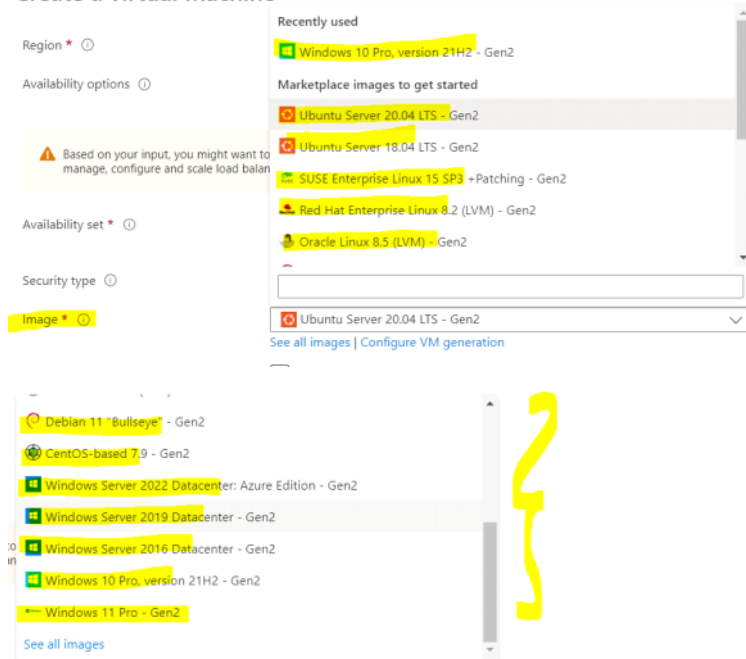 Recently used
Region *
Windows 10 Pro, version 21H2 - Gen2
Availability options
Marketplace images to get started
Ubuntu Server 20.04 LTS - Gen2
Ubuntu Server 18.04 LTS - Gen2
Based on your input, you might want to
manage, configure and scale load balan
SUSE Enterprise Linux 15 SP3 +Patching - Gen2
Red Hat Enterprise Linux 8.2 (LVM) - Gen2
Availability set *
Oracle Linux 8.5 (LVM) - Gen2
Security type
Image *
Ubuntu Server 20.04 LTS - Gen2
See all images | Configure VM generation
Debian 11 "Bullseye" - Gen2
CentOS-based 7.9 - Gen2
Windows Server 2022 Datacenter: Azure Edition - Gen2
Windows Server 2019 Datacenter - Gen2
Windows Server 2016 Datacenter - Gen2
Windows 10 Pro, version 21H2 - Gen2
Windows 11 Pro - Gen2
See all images